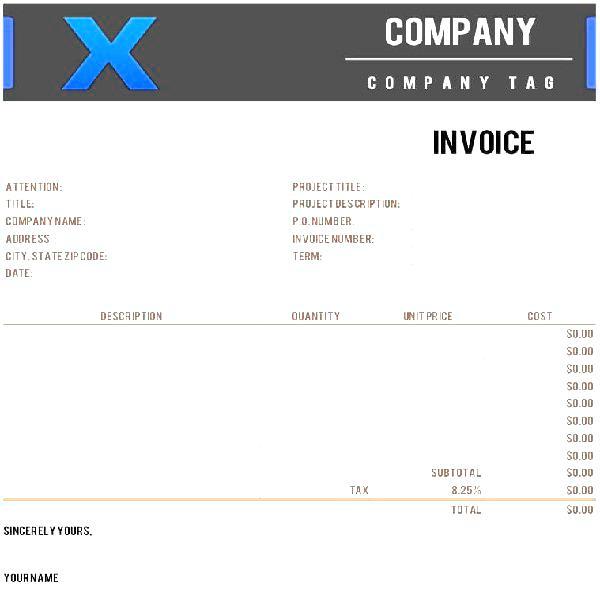 X
COMPANY
COMPANY TAG
INVOICE
ATTENTION:
TITLE:
COMPANY NAME:
ADDRESS
CITY, STATE ZIP CODE:
DATE:
PROJECT TITLE:
PROJECT DESCRIPTION:
P.O. NUMBER
INVOICE NUMBER:
TERM:
DESCRIPTION QUANTITY UNIT PRICE COST
$0.00
$0.00
$0.00
$0.00
$0.00
$0.00
$0.00
$0.00
SUBTOTAL $0.00
TAX 8.25% $0.00
TOTAL $0.00
SINCERELY YOURS,
YOUR NAME